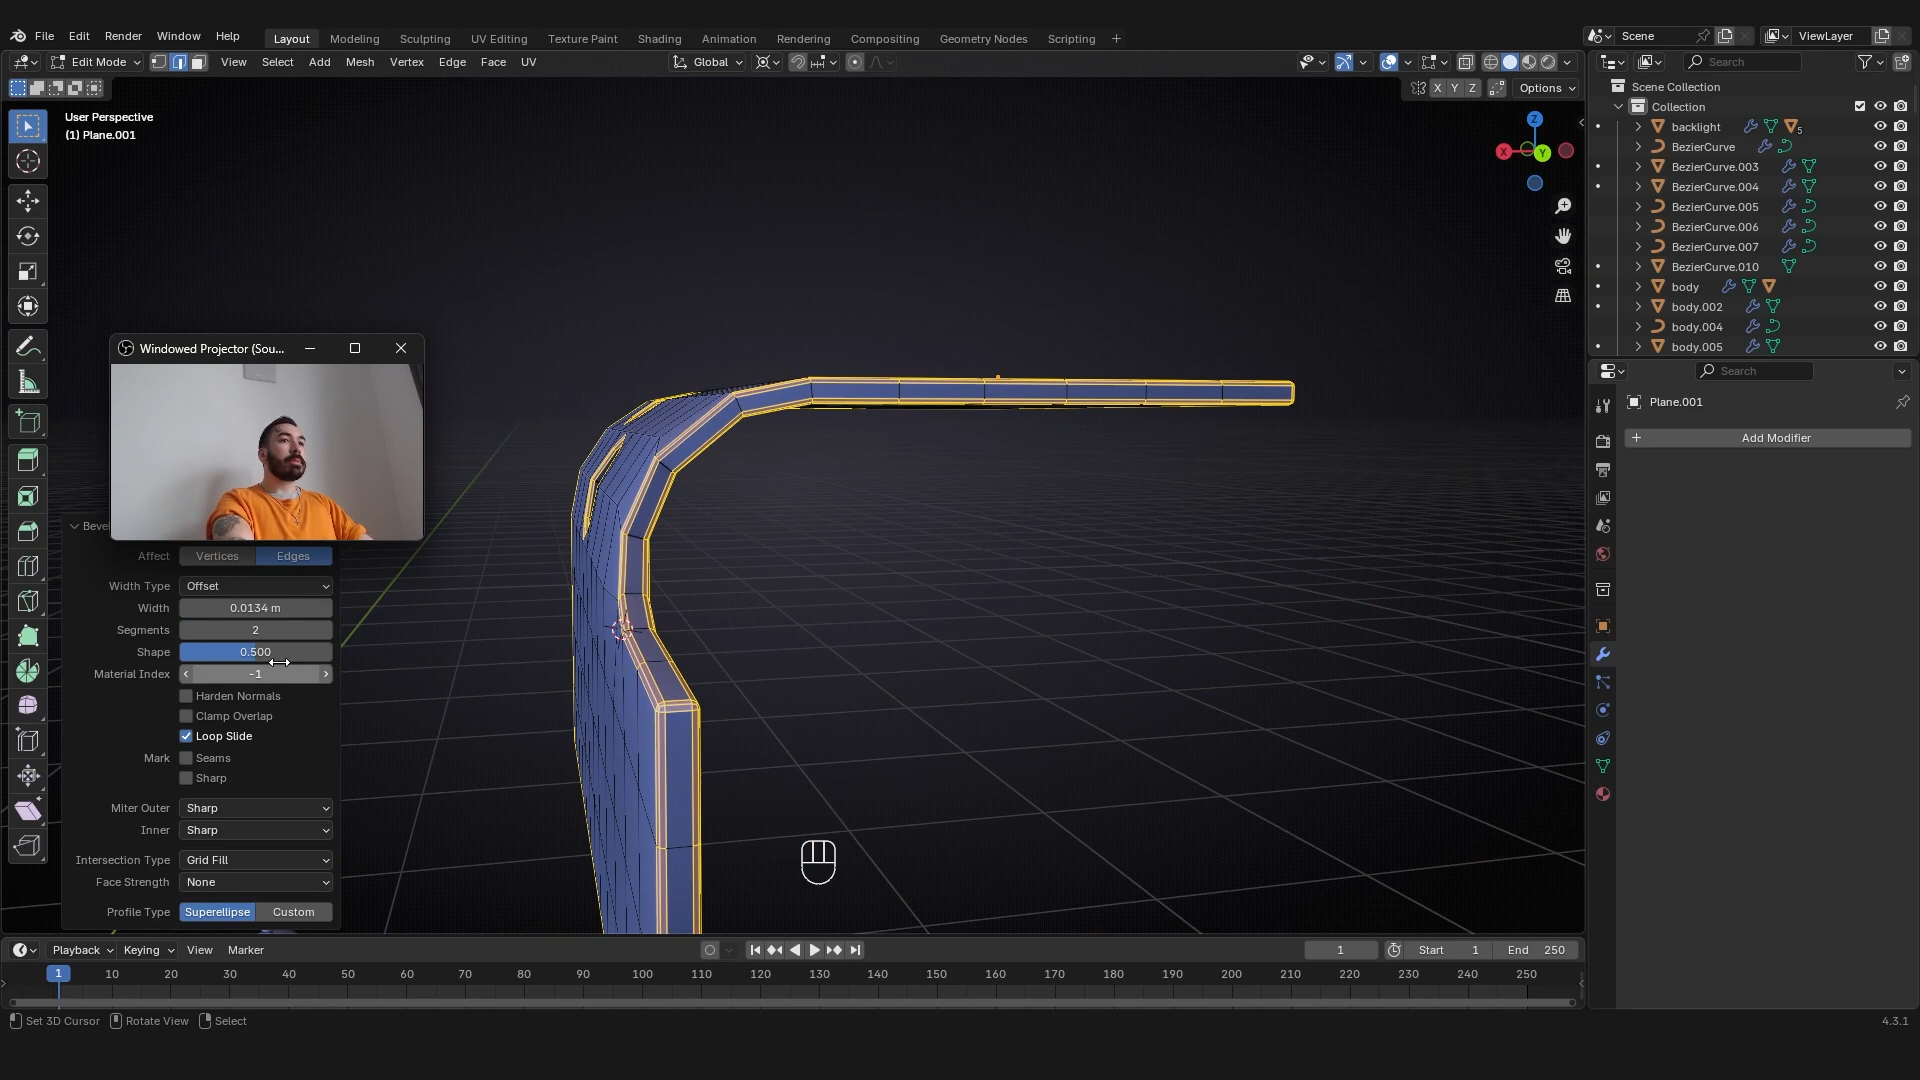 File Edit Render Window Help Layout Modeling Sculpting UV Editing Texture Paint Shading Animation Rendering Compositing Geometry Nodes Scripting + Scene ViewLayer
Edit Mode View Select Add Mesh Vertex Edge Face UV Global Search
X Y Z Options
User Perspective
(1) Plane.001
Z
X Y
Scene Collection
Collection
backlight 5
BezierCurve
BezierCurve.003
BezierCurve.004
BezierCurve.005
BezierCurve.006
BezierCurve.007
BezierCurve.010
body
body.002
body.004
body.005
Search
Plane.001
+ Add Modifier
Windowed Projector (Sou...
Beve
Affect Vertices Edges
Width Type Offset
Width 0.0134 m
Segments 2
Shape 0.500
Material Index -1
Harden Normals
Clamp Overlap
Loop Slide
Mark Seams
Sharp
Miter Outer Sharp
Inner Sharp
Intersection Type Grid Fill
Face Strength None
Profile Type Superellipse Custom
Playback Keying View Marker 1 Start 1 End 250
1 10 20 30 40 50 60 70 80 90 100 110 120 130 140 150 160 170 180 190 200 210 220 230 240 250
Set 3D Cursor Rotate View Select 4.3.1